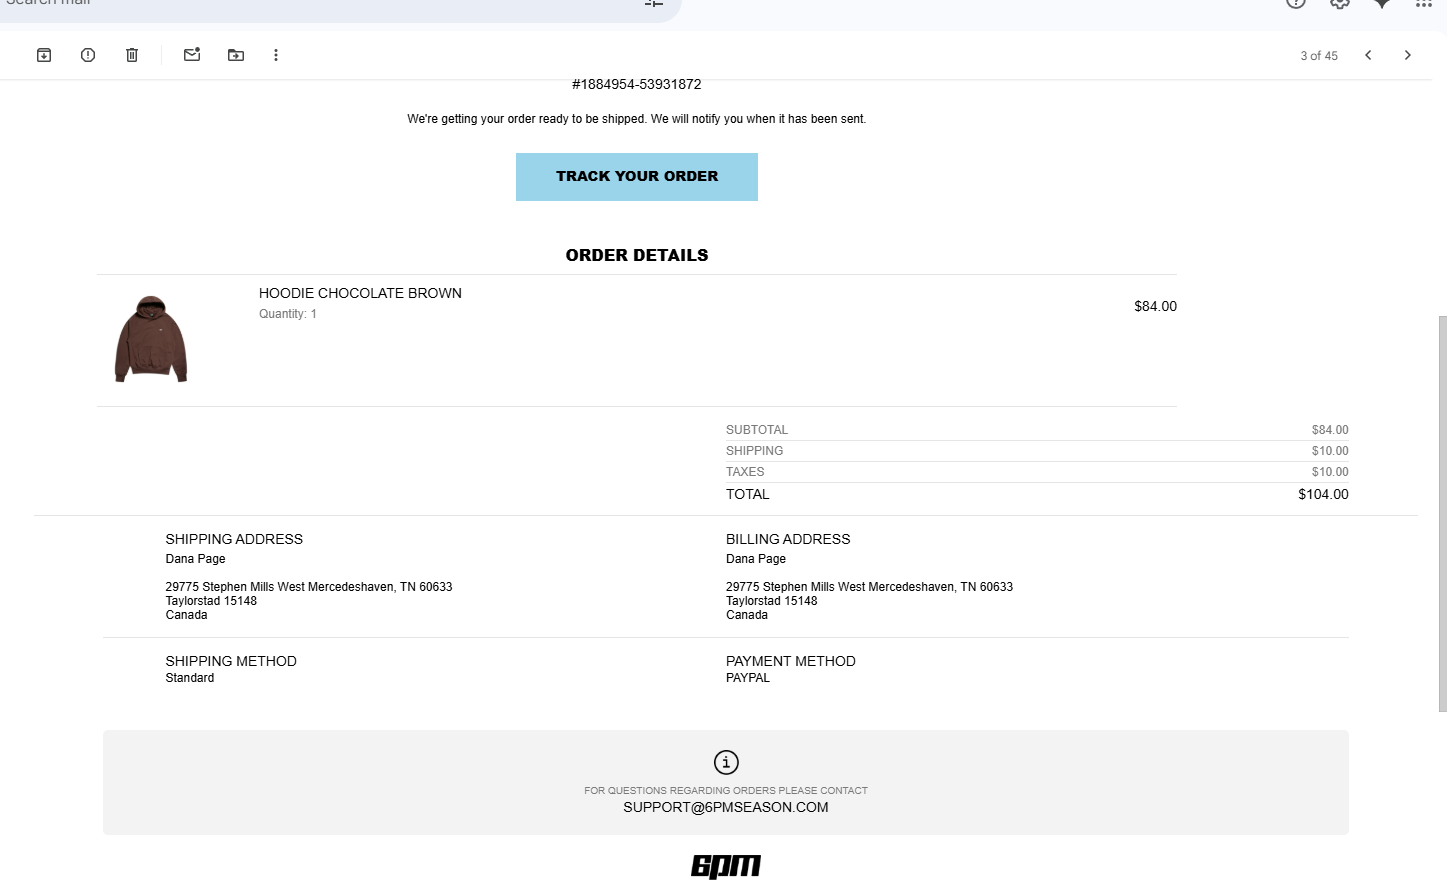 Search mail
3 of 45
#1884954-53931872
We're getting your order ready to be shipped. We will notify you when it has been sent.
TRACK YOUR ORDER
ORDER DETAILS
HOODIE CHOCOLATE BROWN
Quantity: 1
$84.00
SUBTOTAL $84.00
SHIPPING $10.00
TAXES $10.00
TOTAL $104.00
SHIPPING ADDRESS
Dana Page
29775 Stephen Mills West Mercedeshaven, TN 60633
Taylorstad 15148
Canada
BILLING ADDRESS
Dana Page
29775 Stephen Mills West Mercedeshaven, TN 60633
Taylorstad 15148
Canada
SHIPPING METHOD
Standard
PAYMENT METHOD
PAYPAL
FOR QUESTIONS REGARDING ORDERS PLEASE CONTACT
SUPPORT@6PMSEASON.COM
6pm